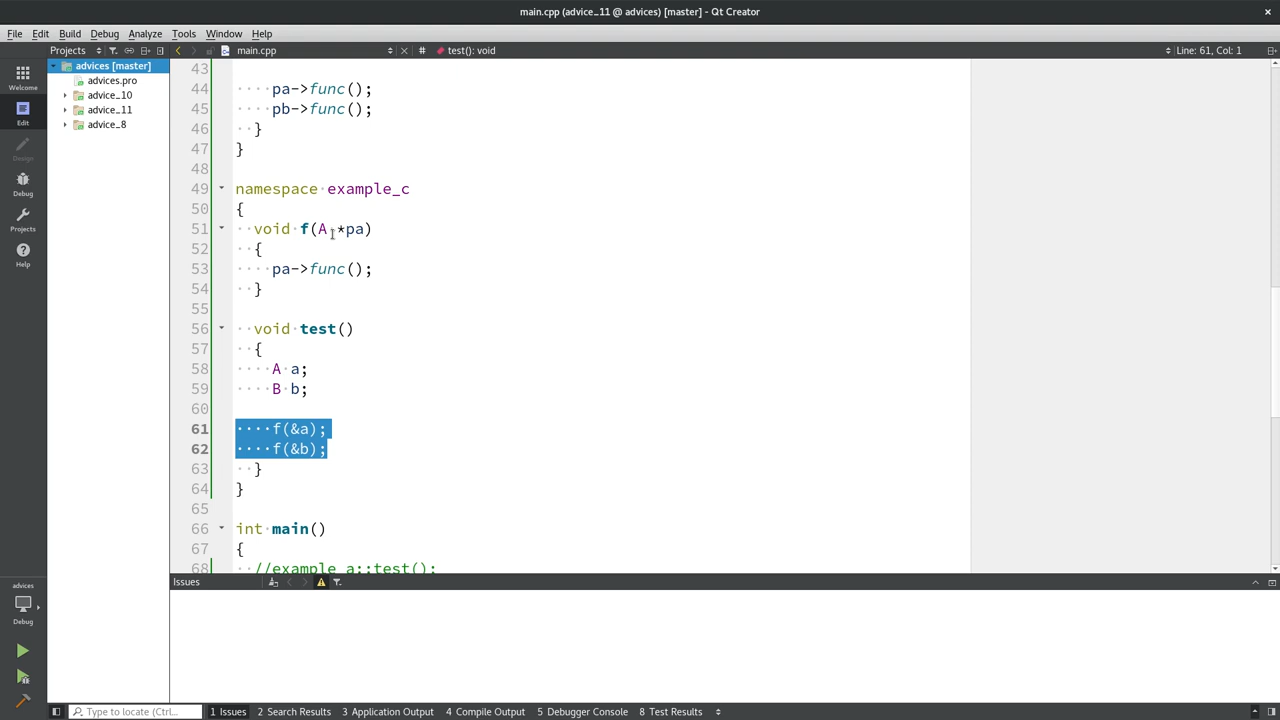 main.cpp (advice_11 @ advices) [master] - Qt Creator
File Edit Build Debug Analyze Tools Window Help
Projects main.cpp # test(): void Line: 61, Col: 1
Welcome
Edit
Design
Debug
Projects
Help
advices [master]
advices.pro
advice_10
advice_11
advice_8
43
44 pa->func();
45 pb->func();
46 }
47 }
48
49 namespace example_c
50 {
51 void f(A *pa)
52 {
53 pa->func();
54 }
55
56 void test()
57 {
58 A a;
59 B b;
60
61 f(&a);
62 f(&b);
63 }
64 }
65
66 int main()
67 {
68 //example_a::test();
Issues
advices
Debug
Type to locate (Ctrl... 1 Issues 2 Search Results 3 Application Output 4 Compile Output 5 Debugger Console 8 Test Results